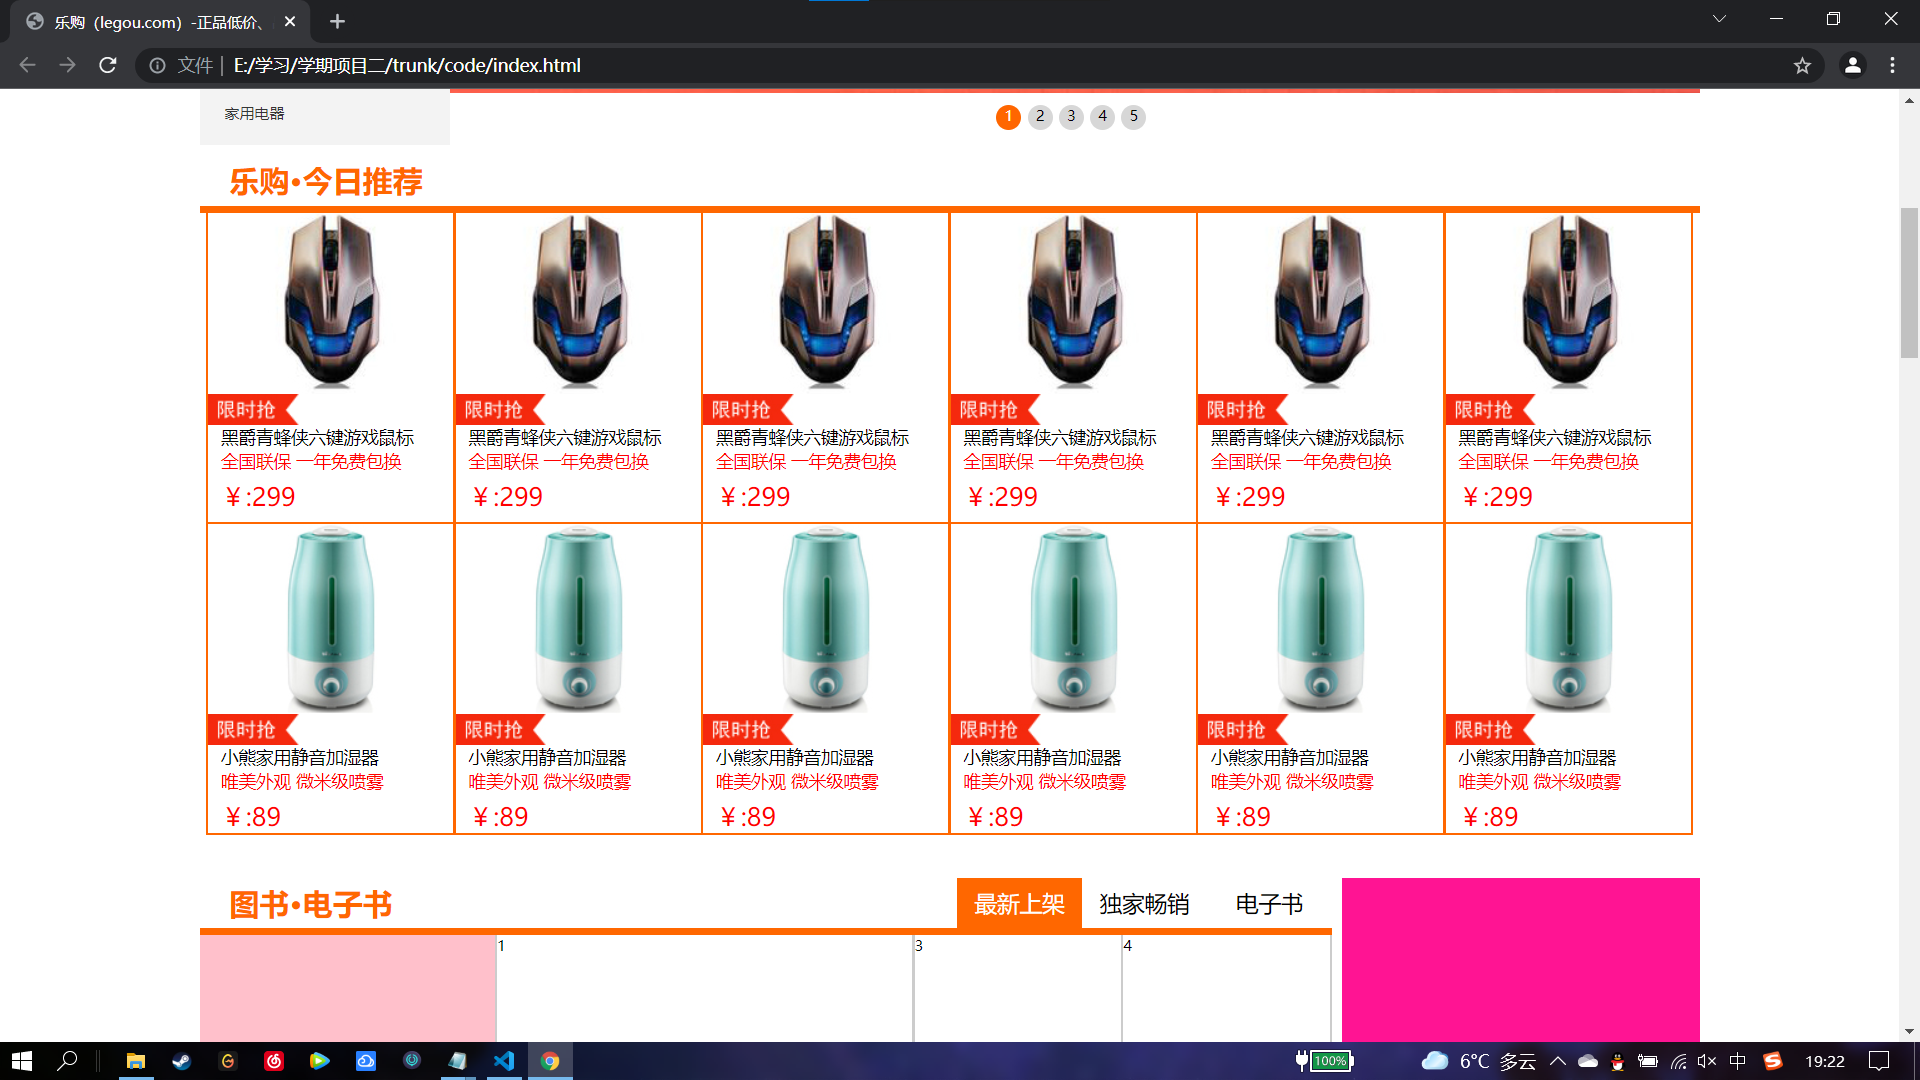 乐购（legou.com）-正品低价、
文件 | E:/学习/学期项目二/trunk/code/index.html
家用电器
1 2 3 4 5
乐购•今日推荐
限时抢 限时抢 限时抢 限时抢 限时抢 限时抢
黑爵青蜂侠六键游戏鼠标 黑爵青蜂侠六键游戏鼠标 黑爵青蜂侠六键游戏鼠标 黑爵青蜂侠六键游戏鼠标 黑爵青蜂侠六键游戏鼠标 黑爵青蜂侠六键游戏鼠标
全国联保 一年免费包换 全国联保 一年免费包换 全国联保 一年免费包换 全国联保 一年免费包换 全国联保 一年免费包换 全国联保 一年免费包换
￥:299 ￥:299 ￥:299 ￥:299 ￥:299 ￥:299
限时抢 限时抢 限时抢 限时抢 限时抢 限时抢
小熊家用静音加湿器 小熊家用静音加湿器 小熊家用静音加湿器 小熊家用静音加湿器 小熊家用静音加湿器 小熊家用静音加湿器
唯美外观 微米级喷雾 唯美外观 微米级喷雾 唯美外观 微米级喷雾 唯美外观 微米级喷雾 唯美外观 微米级喷雾 唯美外观 微米级喷雾
￥:89 ￥:89 ￥:89 ￥:89 ￥:89 ￥:89
图书•电子书 最新上架 独家畅销 电子书
1 3 4
100% 6°C 多云 中 19:22